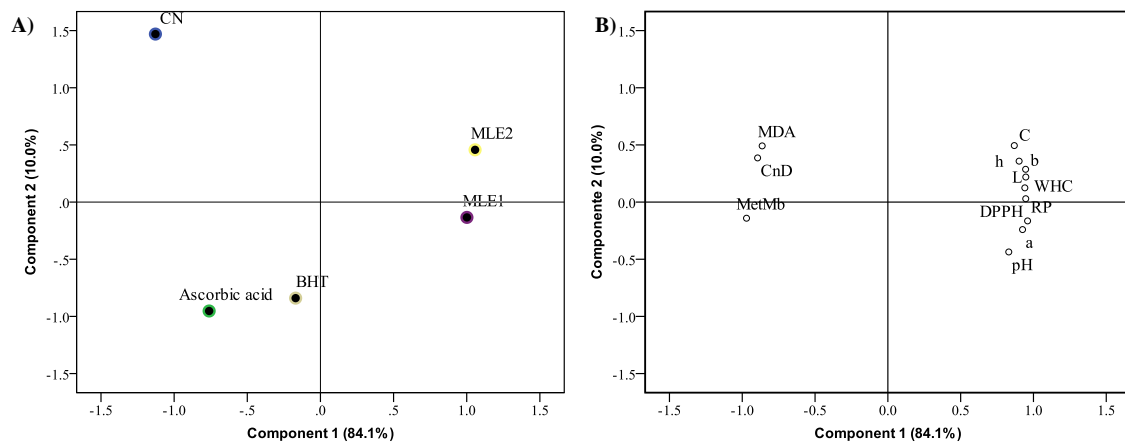 A)
CN
MLE2
MLE1
BHT
Ascorbic acid
1.5
1.0
.5
.0
-.5
-1.0
-1.5
-1.5
-1.0
-.5
.0
.5
1.0
1.5
Component 2 (10.0%)
Component 1 (84.1%)
B)
MDA
CnD
MetMb
C
h
b
L
WHC
DPPH
RP
a
pH
1.5
1.0
0.5
0.0
-0.5
-1.0
-1.5
-1.5
-1.0
-0.5
0.0
0.5
1.0
1.5
Componente 2 (10.0%)
Component 1 (84.1%)